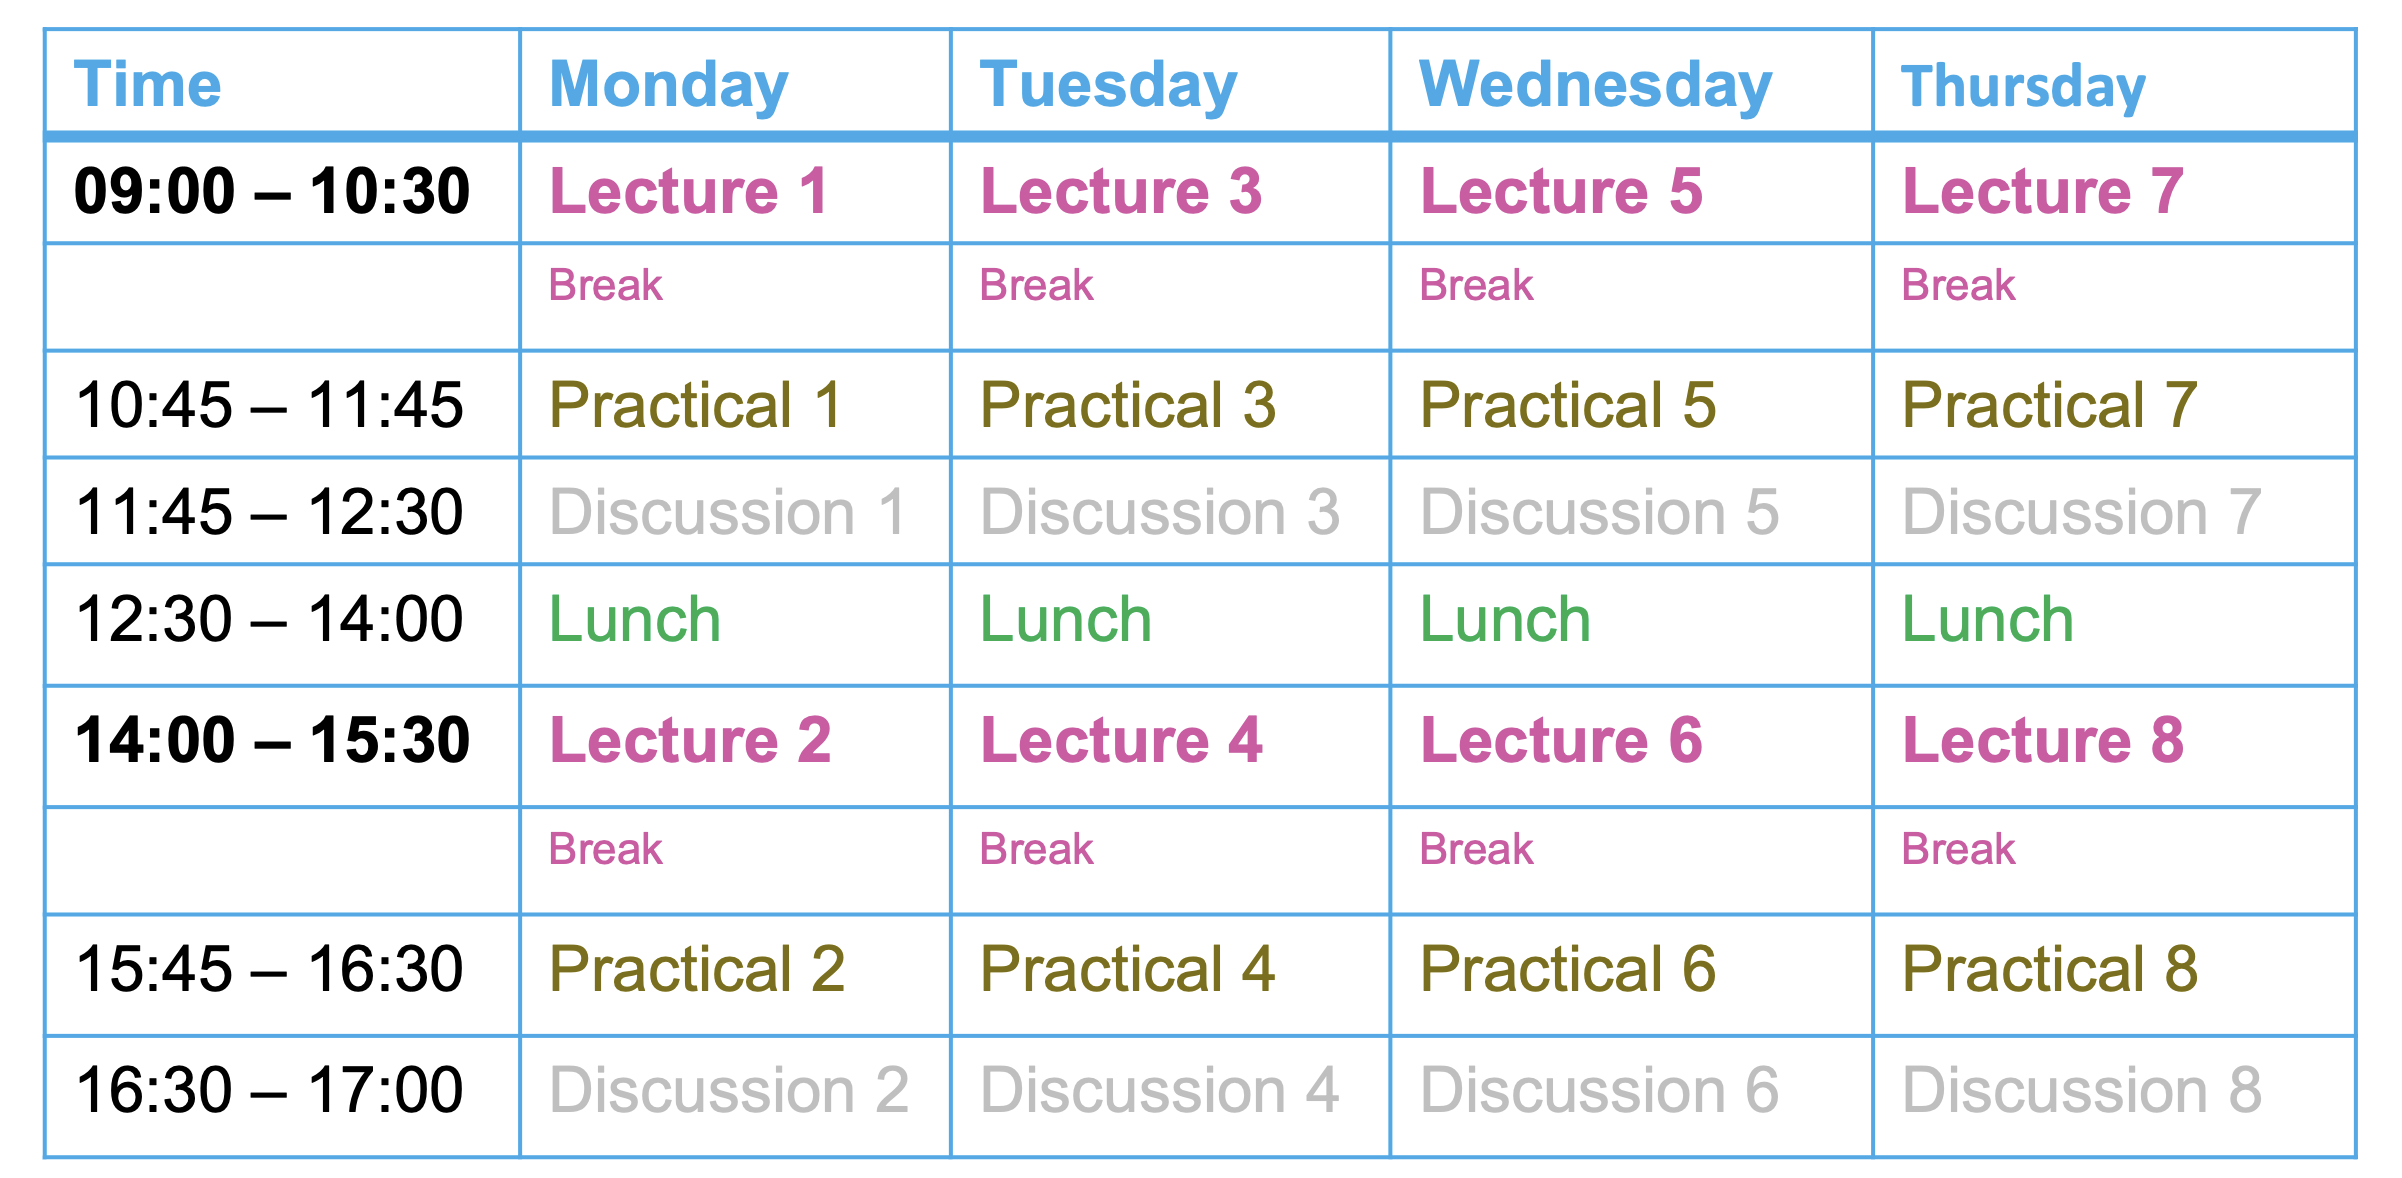 Time Monday Tuesday Wednesday Thursday
09:00 – 10:30 Lecture 1 Lecture 3 Lecture 5 Lecture 7
Break Break Break Break
10:45 – 11:45 Practical 1 Practical 3 Practical 5 Practical 7
11:45 – 12:30 Discussion 1 Discussion 3 Discussion 5 Discussion 7
12:30 – 14:00 Lunch Lunch Lunch Lunch
14:00 – 15:30 Lecture 2 Lecture 4 Lecture 6 Lecture 8
Break Break Break Break
15:45 – 16:30 Practical 2 Practical 4 Practical 6 Practical 8
16:30 – 17:00 Discussion 2 Discussion 4 Discussion 6 Discussion 8